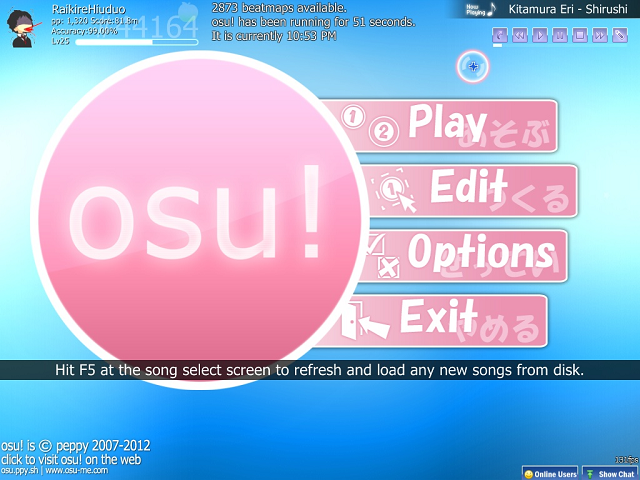 RaikireHiuduo
pp: 1,320 Score:81.8m
Accuracy:99.00%
Lv25
44164
2873 beatmaps available.
osu! has been running for 51 seconds.
It is currently 10:53 PM
Now Playing
Kitamura Eri - Shirushi
osu!
1 2 Play
あそぶ
1 Edit
つくる
Options
せってい
Exit
やめる
Hit F5 at the song select screen to refresh and load any new songs from disk.
osu! is © peppy 2007-2012
click to visit osu! on the web
osu.ppy.sh | www.osu-me.com
Online Users
Show Chat